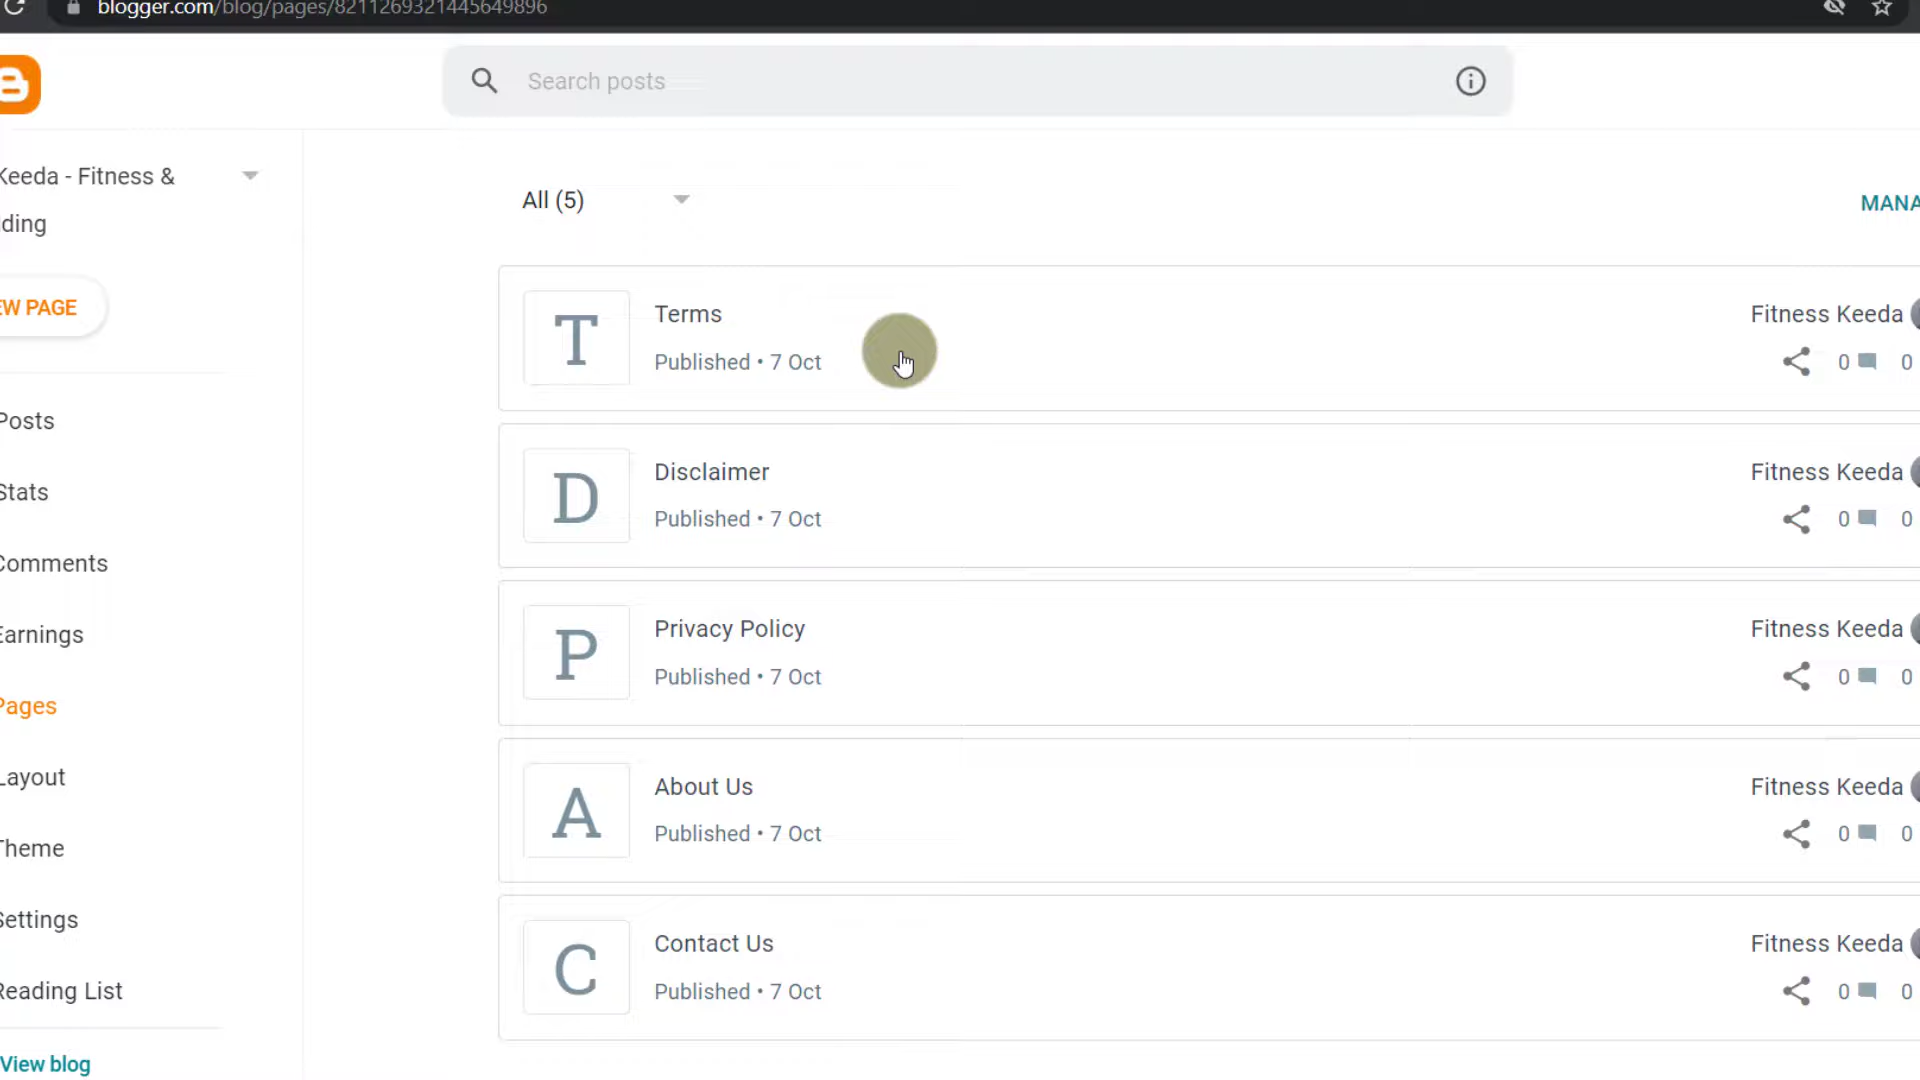 blogger.com/blog/pages/8211269321445649896
Search posts
Keeda - Fitness &
ding
EW PAGE
Posts
Stats
Comments
Earnings
Pages
Layout
Theme
Settings
Reading List
View blog
All (5)
MANA
T
Terms
Published • 7 Oct
Fitness Keeda
0 0
D
Disclaimer
Published • 7 Oct
Fitness Keeda
0 0
P
Privacy Policy
Published • 7 Oct
Fitness Keeda
0 0
A
About Us
Published • 7 Oct
Fitness Keeda
0 0
C
Contact Us
Published • 7 Oct
Fitness Keeda
0 0